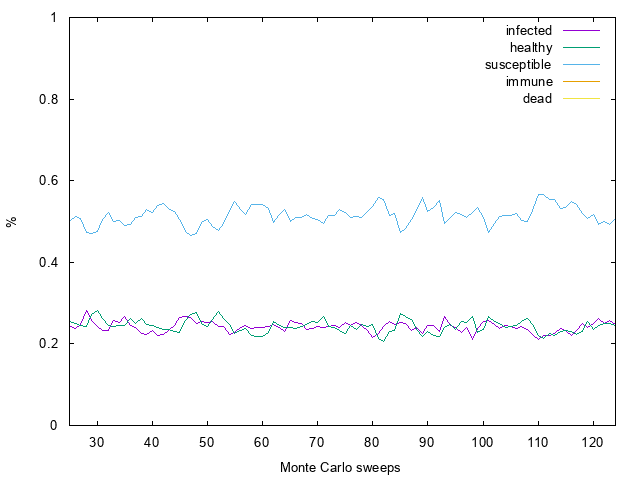 1
0.8
0.6
0.4
0.2
0
%
30 40 50 60 70 80 90 100 110 120
Monte Carlo sweeps
infected
healthy
susceptible
immune
dead